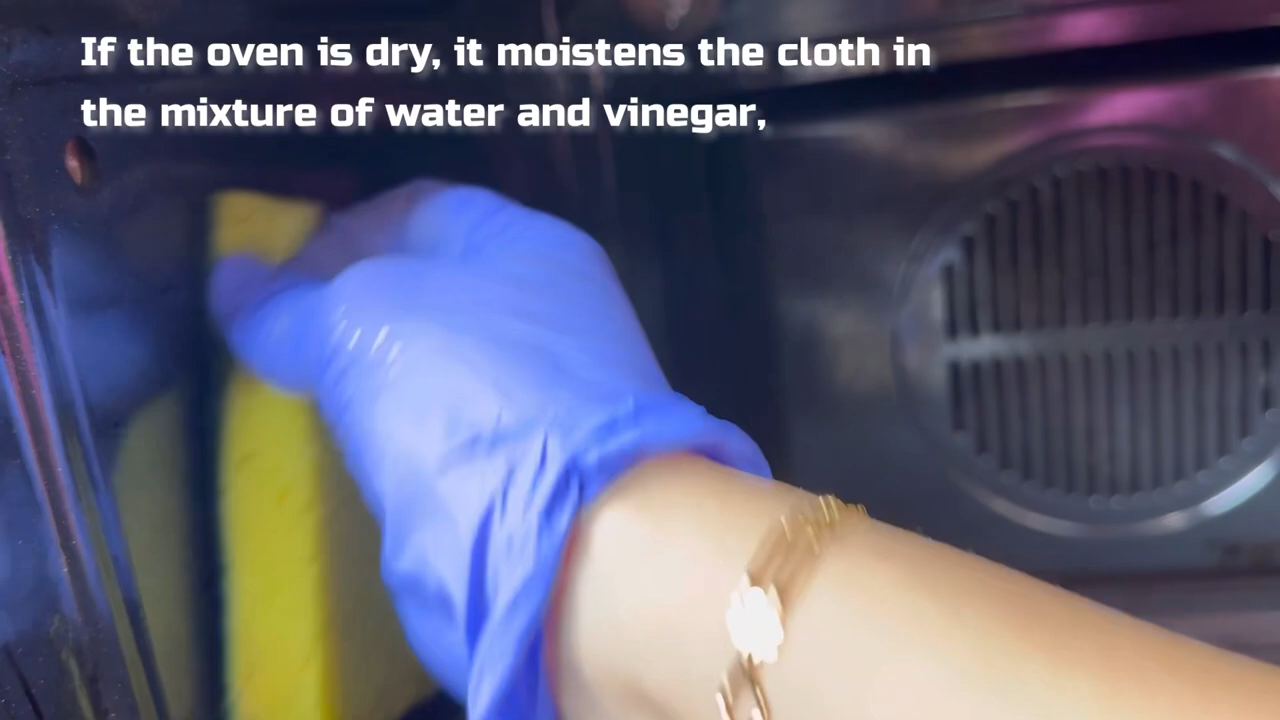 If the oven is dry, it moistens the cloth in
the mixture of water and vinegar,